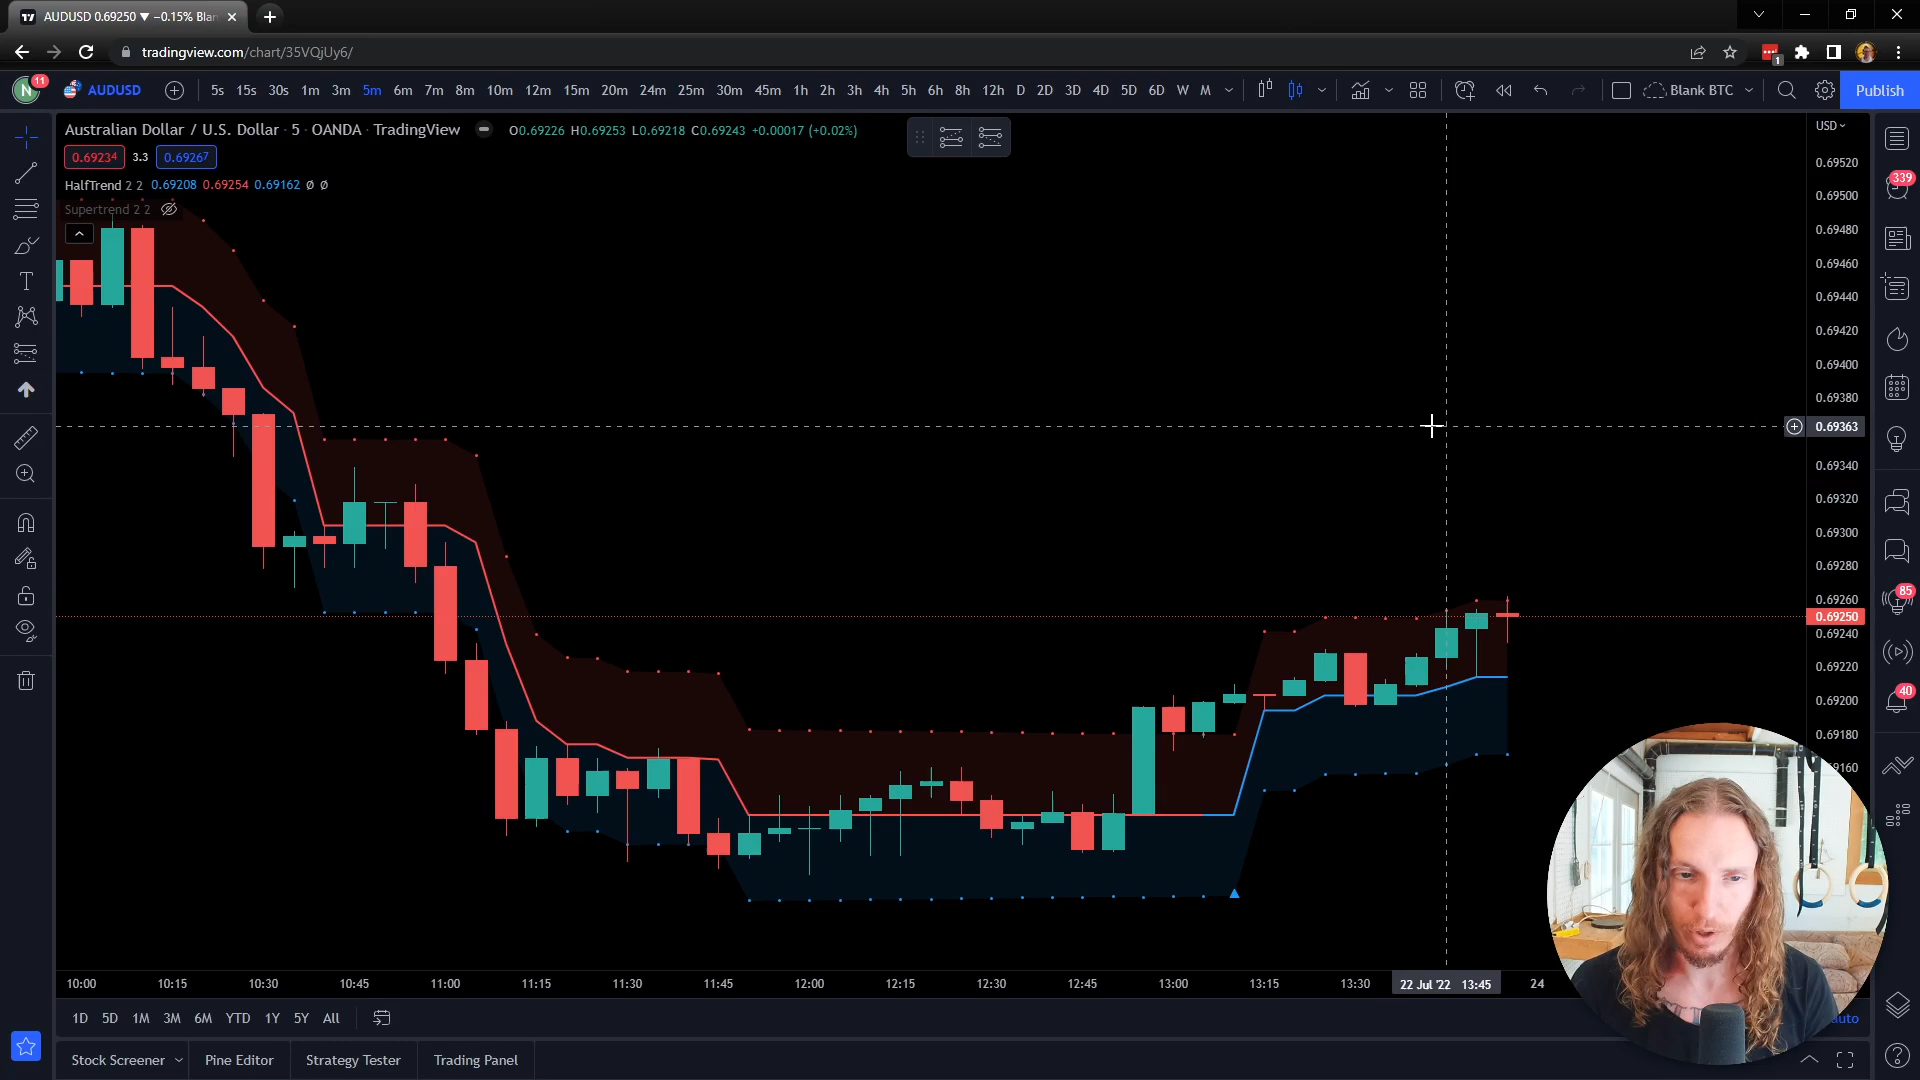 AUDUSD 0.69250 ▼ −0.15% Blan
tradingview.com/chart/35VQjUy6/
1
N
11
AUDUSD
5s 15s 30s 1m 3m 5m 6m 7m 8m 10m 12m 15m 20m 24m 25m 30m 45m 1h 2h 3h 4h 5h 6h 8h 12h D 2D 3D 4D 5D 6D W M
Blank BTC
Publish
Australian Dollar / U.S. Dollar · 5 · OANDA · TradingView
O0.69226 H0.69253 L0.69218 C0.69243 +0.00017 (+0.02%)
0.69234 3.3 0.69267
HalfTrend 2 2 0.69208 0.69254 0.69162 ø ø
Supertrend 2 2
USD
0.69520
0.69500
0.69480
0.69460
0.69440
0.69420
0.69400
0.69380
0.69363
0.69340
0.69320
0.69300
0.69280
0.69260
0.69250
0.69240
0.69220
0.69200
0.69180
69160
339
85
40
10:00 10:15 10:30 10:45 11:00 11:15 11:30 11:45 12:00 12:15 12:30 12:45 13:00 13:15 13:30 22 Jul '22 13:45 24
1D 5D 1M 3M 6M YTD 1Y 5Y All
auto
Stock Screener Pine Editor Strategy Tester Trading Panel